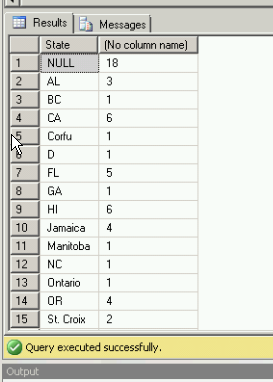 Results Messages
State (No column name)
1 NULL 18
2 AL 3
3 BC 1
4 CA 6
5 Corfu 1
6 D 1
7 FL 5
8 GA 1
9 HI 6
10 Jamaica 4
11 Manitoba 1
12 NC 1
13 Ontario 1
14 OR 4
15 St. Croix 2
Query executed successfully.
Output